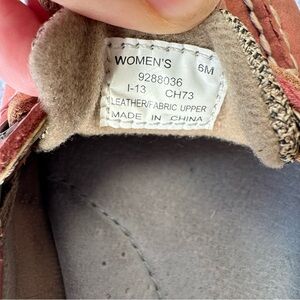 WOMEN'S 6M
9288036
I-13 CH73
LEATHER/FABRIC UPPER
MADE IN CHINA